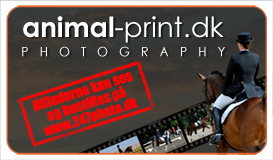 animal-print.dk
PHOTOGRAPHY
Billederne kan ses
og bestilles på
www.247photo.dk